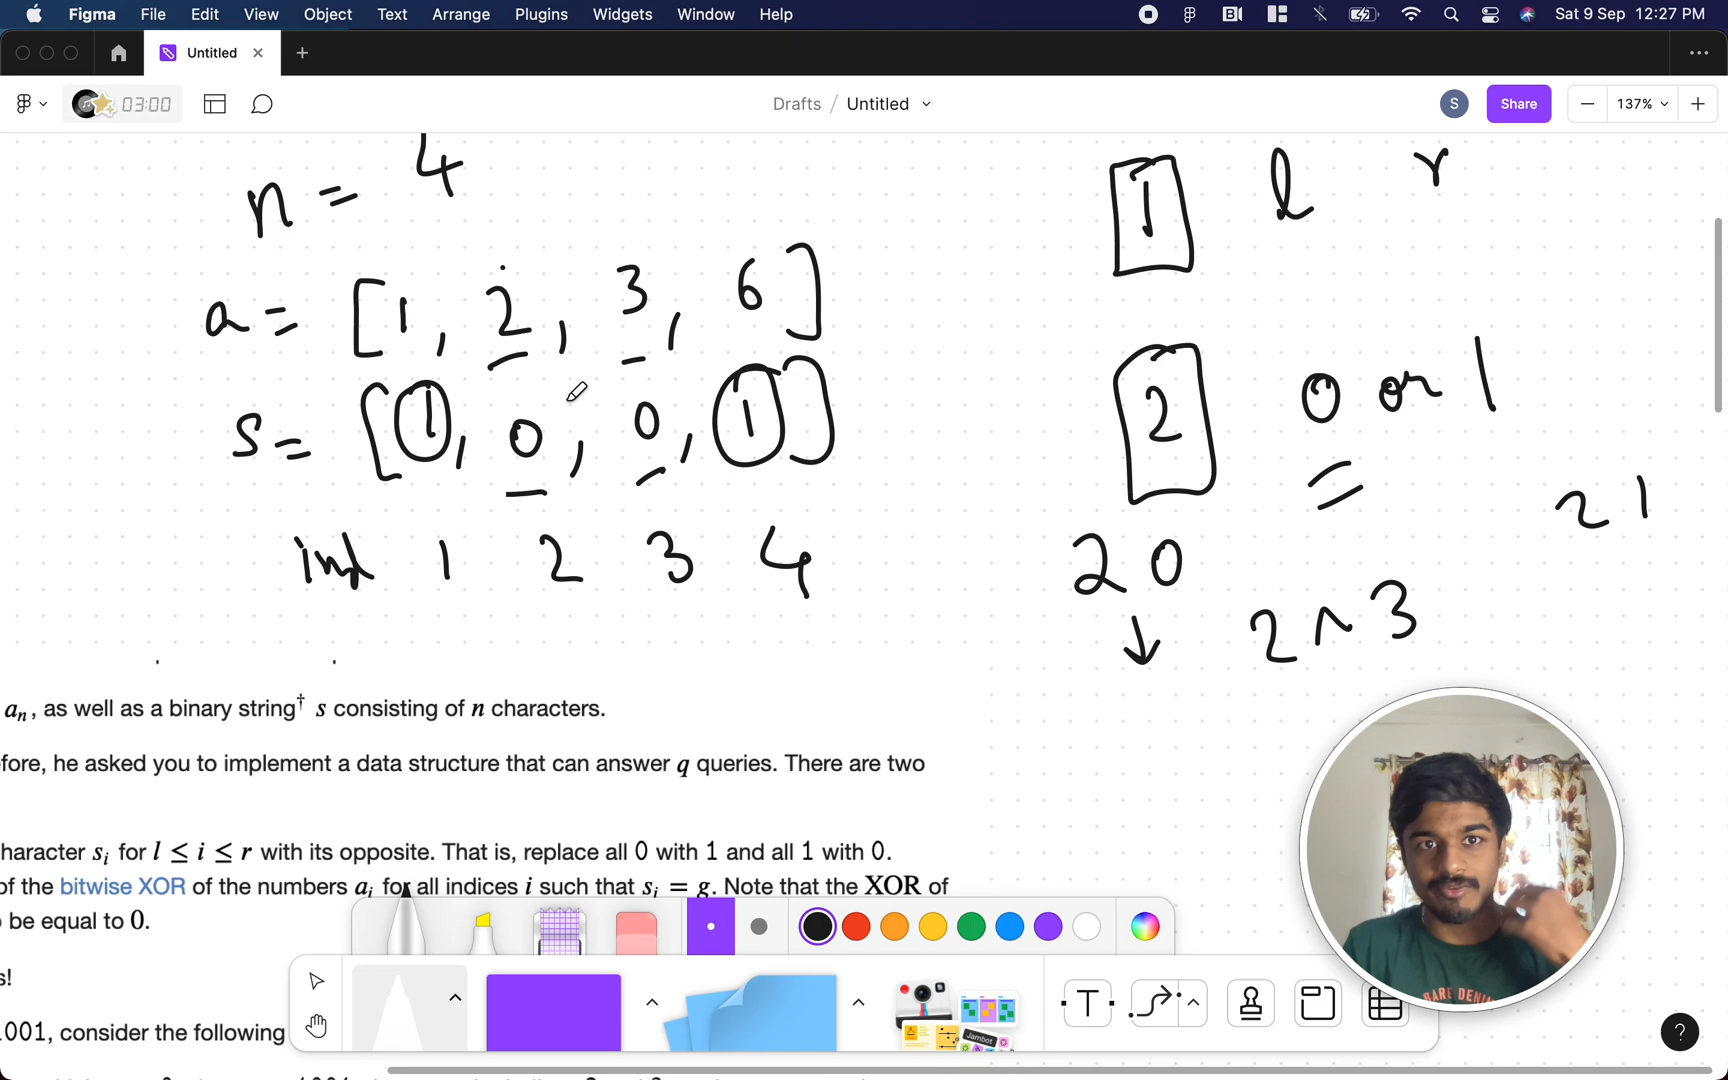 Figma File Edit View Object Text Arrange Plugins Widgets Window Help Sat 9 Sep 12:27 PM
Untitled
03:00 Drafts / Untitled S Share 137%
n = 4
a = [1, 2, 3, 6]
s = [1, 0, 0, 1]
ind 1 2 3 4
1 l r
2 0 or 1
=
2 1
2 0
↓ 2 ^ 3
aₙ, as well as a binary string† s consisting of n characters.
fore, he asked you to implement a data structure that can answer q queries. There are two
haracter sᵢ for l ≤ i ≤ r with its opposite. That is, replace all 0 with 1 and all 1 with 0.
of the bitwise XOR of the numbers aᵢ for all indices i such that sᵢ = g. Note that the XOR of
be equal to 0.
s!
1001, consider the following
T
?